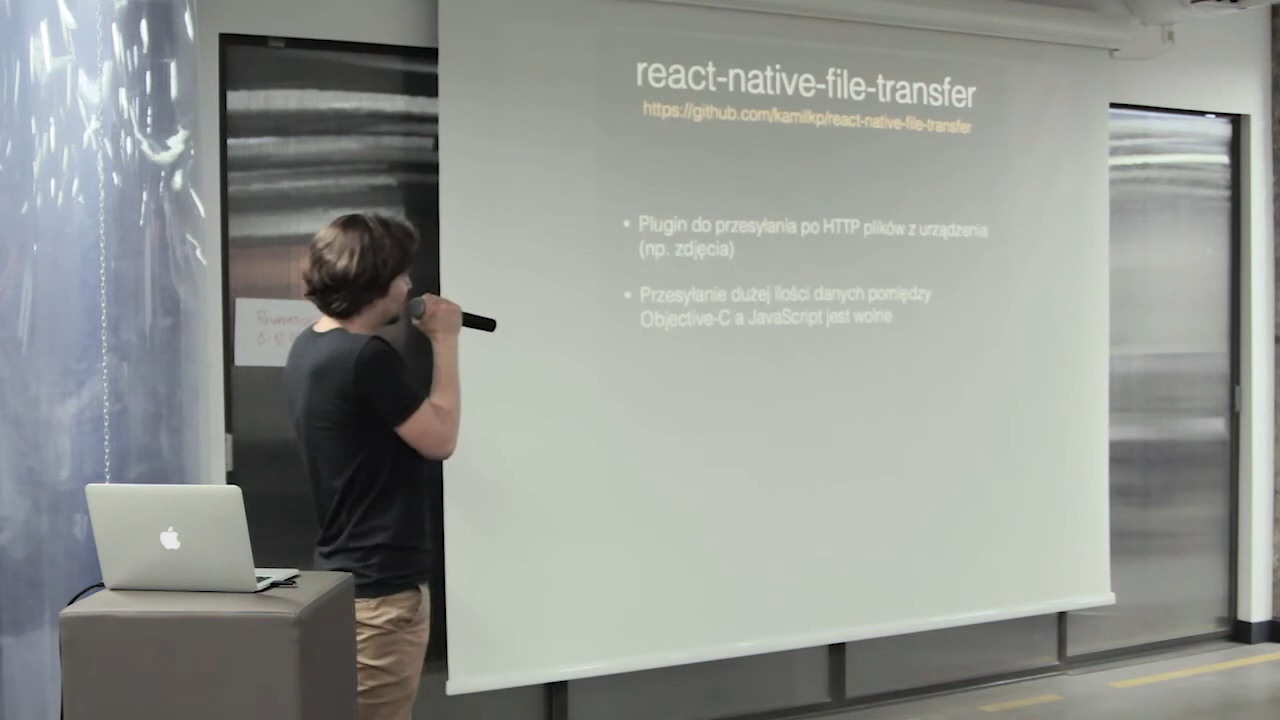 react-native-file-transfer
https://github.com/kamilkp/react-native-file-transfer
• Plugin do przesyłania po HTTP plików z urządzenia
(np. zdjęcia)
• Przesyłanie dużej ilości danych pomiędzy
Objective-C a JavaScript jest wolne